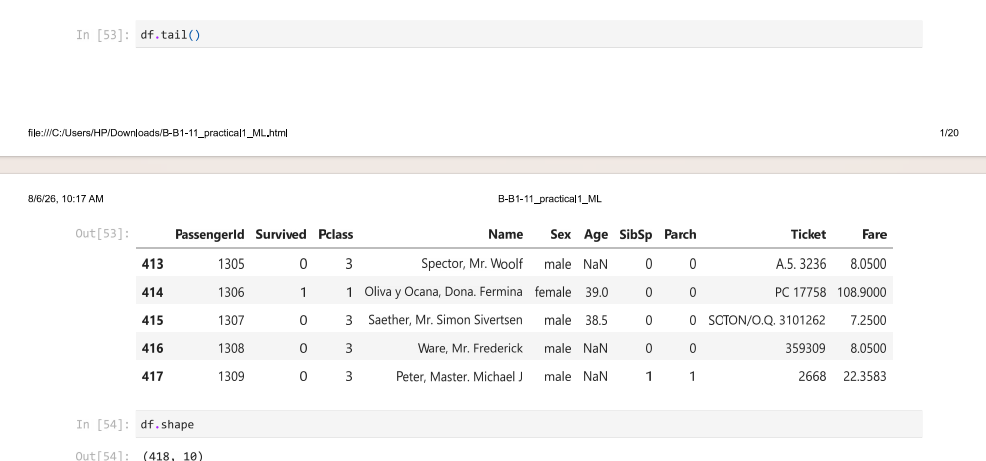 In [53]: df.tail()
file:///C:/Users/HP/Downloads/B-B1-11_practical1_ML.html 1/20
8/6/26, 10:17 AM B-B1-11_practical1_ML
Out[53]: PassengerId Survived Pclass Name Sex Age SibSp Parch Ticket Fare
413 1305 0 3 Spector, Mr. Woolf male NaN 0 0 A.5. 3236 8.0500
414 1306 1 1 Oliva y Ocana, Dona. Fermina female 39.0 0 0 PC 17758 108.9000
415 1307 0 3 Saether, Mr. Simon Sivertsen male 38.5 0 0 SOTON/O.Q. 3101262 7.2500
416 1308 0 3 Ware, Mr. Frederick male NaN 0 0 359309 8.0500
417 1309 0 3 Peter, Master. Michael J male NaN 1 1 2668 22.3583
In [54]: df.shape
Out[54]: (418, 10)